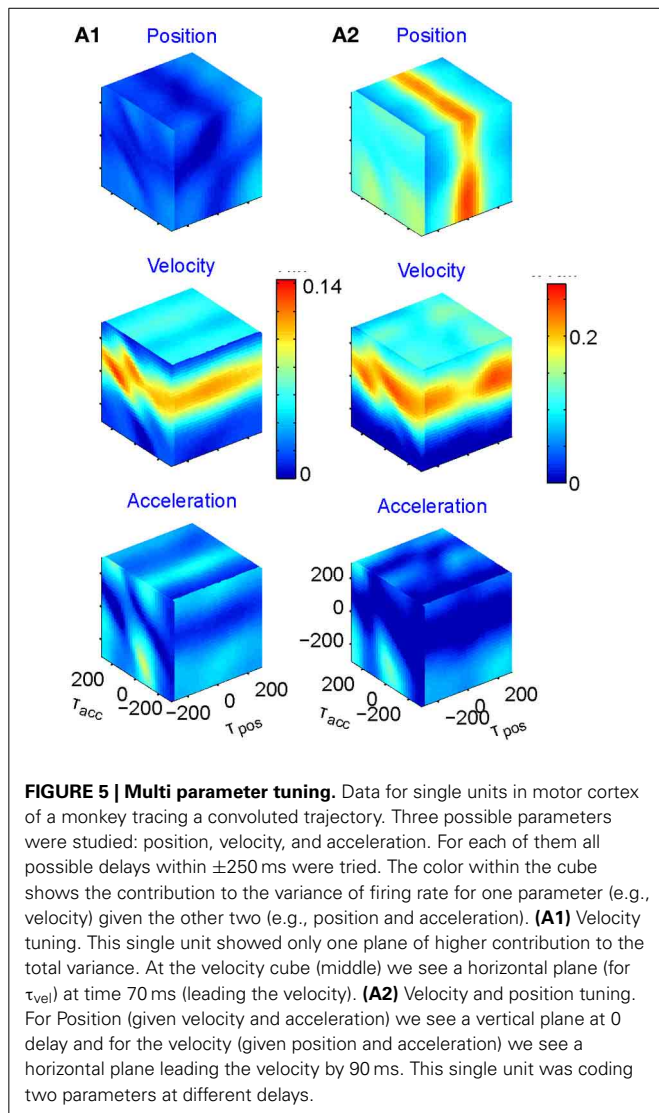 A1 Position A2 Position
Velocity Velocity
0.14
0
0.2
0
Acceleration Acceleration
200
0
−200
200 0 −200 −200 0 200
τacc τpos
200 0 −200 −200 0 200
τacc τpos
FIGURE 5 | Multi parameter tuning. Data for single units in motor cortex
of a monkey tracing a convoluted trajectory. Three possible parameters
were studied: position, velocity, and acceleration. For each of them all
possible delays within ±250 ms were tried. The color within the cube
shows the contribution to the variance of firing rate for one parameter (e.g.,
velocity) given the other two (e.g., position and acceleration). (A1) Velocity
tuning. This single unit showed only one plane of higher contribution to the
total variance. At the velocity cube (middle) we see a horizontal plane (for
τvel) at time 70 ms (leading the velocity). (A2) Velocity and position tuning.
For Position (given velocity and acceleration) we see a vertical plane at 0
delay and for the velocity (given position and acceleration) we see a
horizontal plane leading the velocity by 90 ms. This single unit was coding
two parameters at different delays.